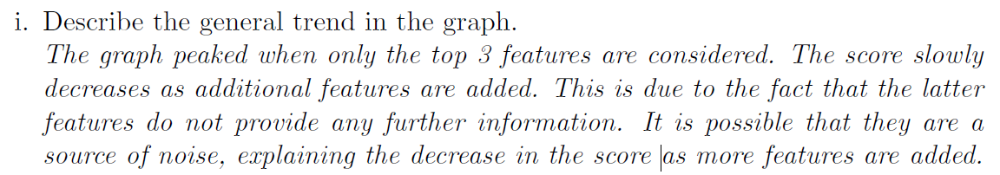 i. Describe the general trend in the graph.
The graph peaked when only the top 3 features are considered. The score slowly
decreases as additional features are added. This is due to the fact that the latter
features do not provide any further information. It is possible that they are a
source of noise, explaining the decrease in the score as more features are added.